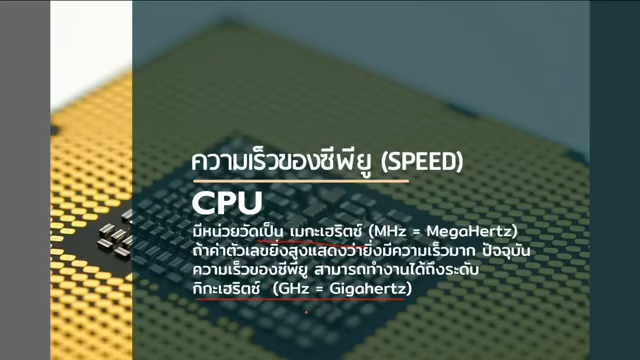 ความเร็วของซีพียู (SPEED)
CPU
มีหน่วยวัดเป็น เมกะเฮริตซ์ (MHz = MegaHertz)
ถ้าค่าตัวเลขยิ่งสูงแสดงว่ายิ่งมีความเร็วมาก ปัจจุบัน
ความเร็วของซีพียู สามารถทำงานได้ถึงระดับ
กิกะเฮริตซ์ (GHz = Gigahertz)